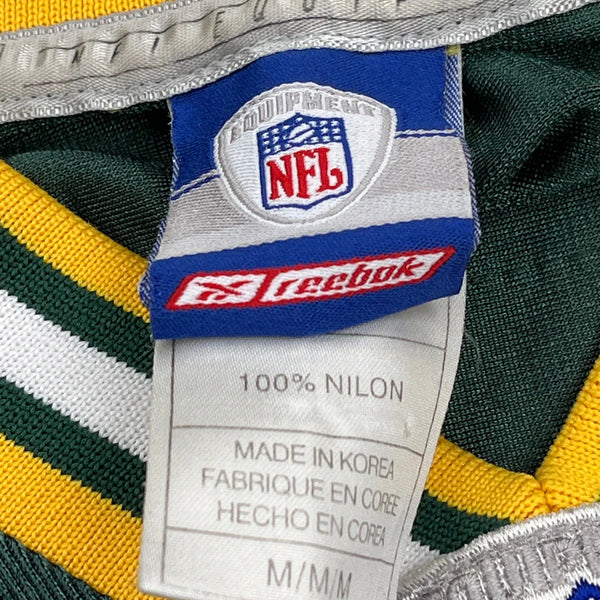 EQUIPMENT
NFL
Reebok
100% NILON
MADE IN KOREA
FABRIQUE EN COREE
HECHO EN COREA
M/M/M